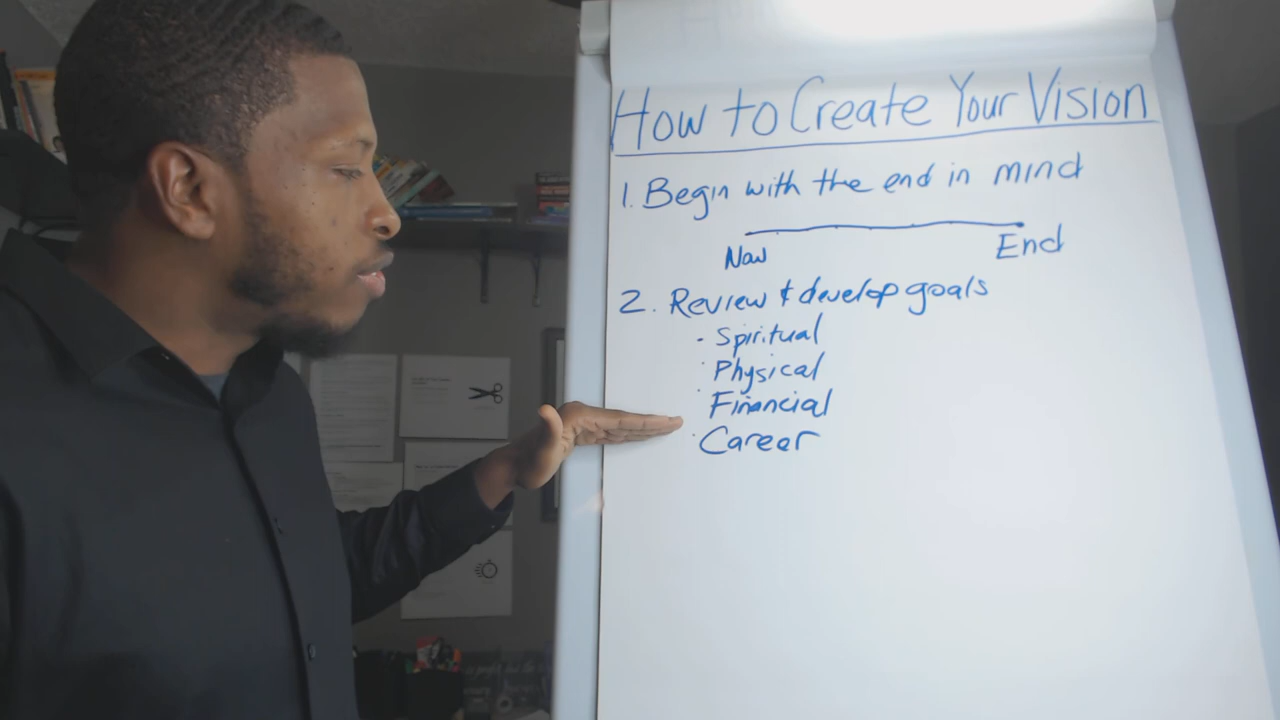 How to Create Your Vision
1. Begin with the end in mind
Now End
2. Review & develop goals
- Spiritual
· Physical
· Financial
· Career